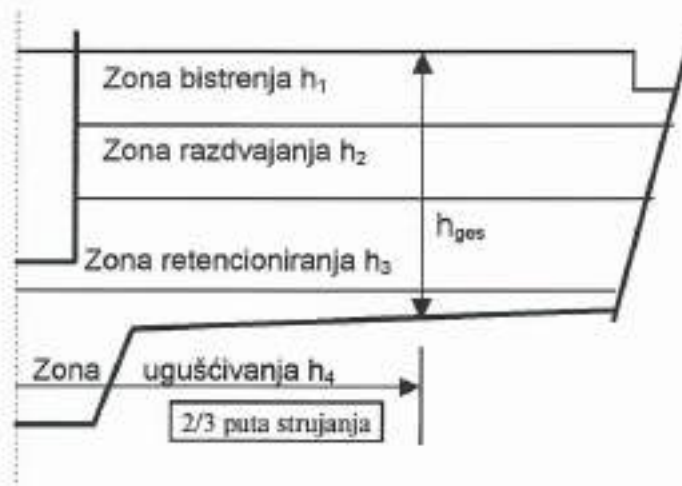 Zona bistrenja h₁
Zona razdvajanja h₂
hges
Zona retencioniranja h₃
Zona ugušćivanja h₄
2/3 puta strujanja